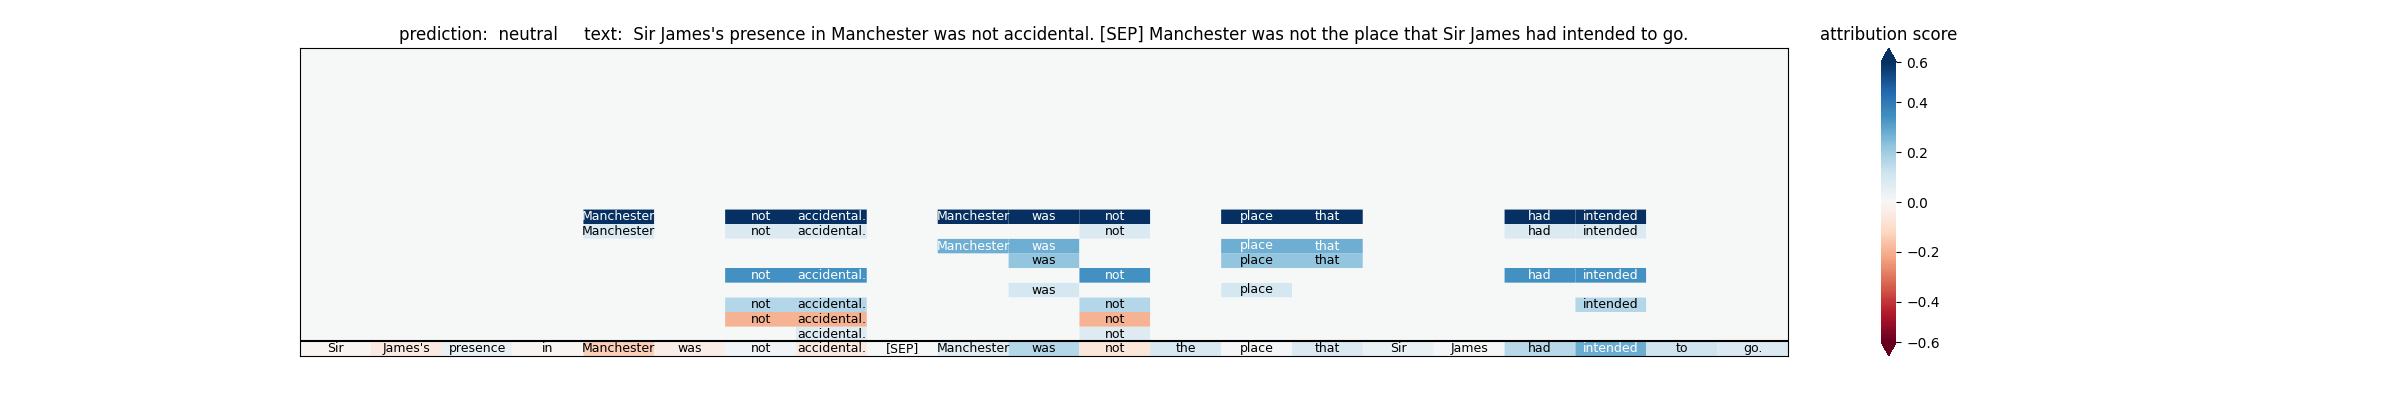 prediction: neutral text: Sir James's presence in Manchester was not accidental. [SEP] Manchester was not the place that Sir James had intended to go.
attribution score
0.6
0.4
0.2
0.0
−0.2
−0.4
−0.6
Manchester not accidental. Manchester was not place that had intended
Manchester not accidental. not had intended
Manchester was place that
was place that
not accidental. not had intended
was place
not accidental. not intended
not accidental. not
accidental. not
Sir James's presence in Manchester was not accidental. [SEP] Manchester was not the place that Sir James had intended to go.